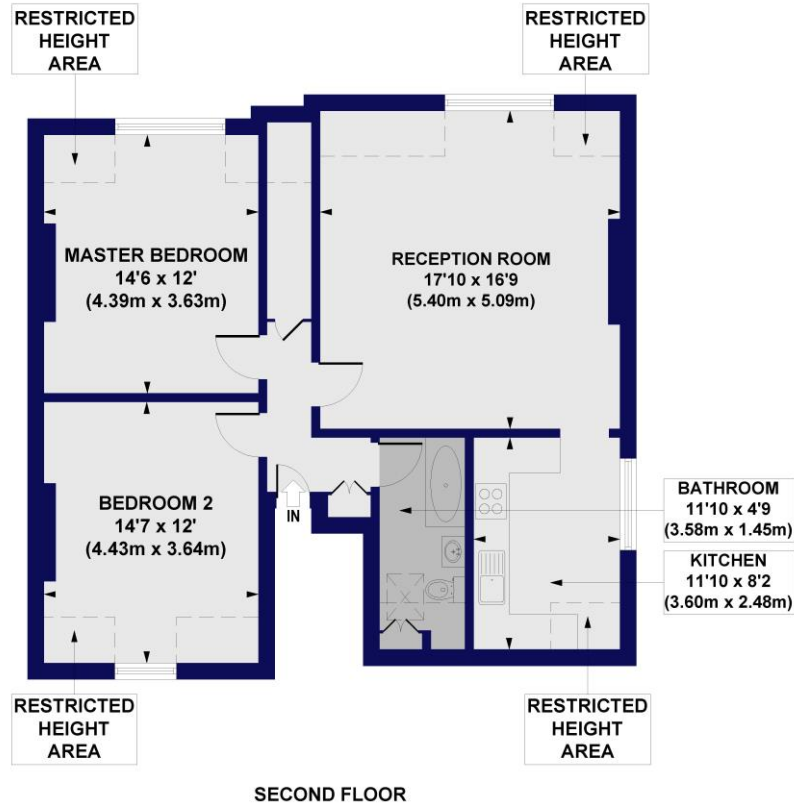 RESTRICTED
HEIGHT
AREA
RESTRICTED
HEIGHT
AREA
MASTER BEDROOM
14'6 x 12'
(4.39m x 3.63m)
RECEPTION ROOM
17'10 x 16'9
(5.40m x 5.09m)
BEDROOM 2
14'7 x 12'
(4.43m x 3.64m)
IN
BATHROOM
11'10 x 4'9
(3.58m x 1.45m)
KITCHEN
11'10 x 8'2
(3.60m x 2.48m)
RESTRICTED
HEIGHT
AREA
RESTRICTED
HEIGHT
AREA
SECOND FLOOR